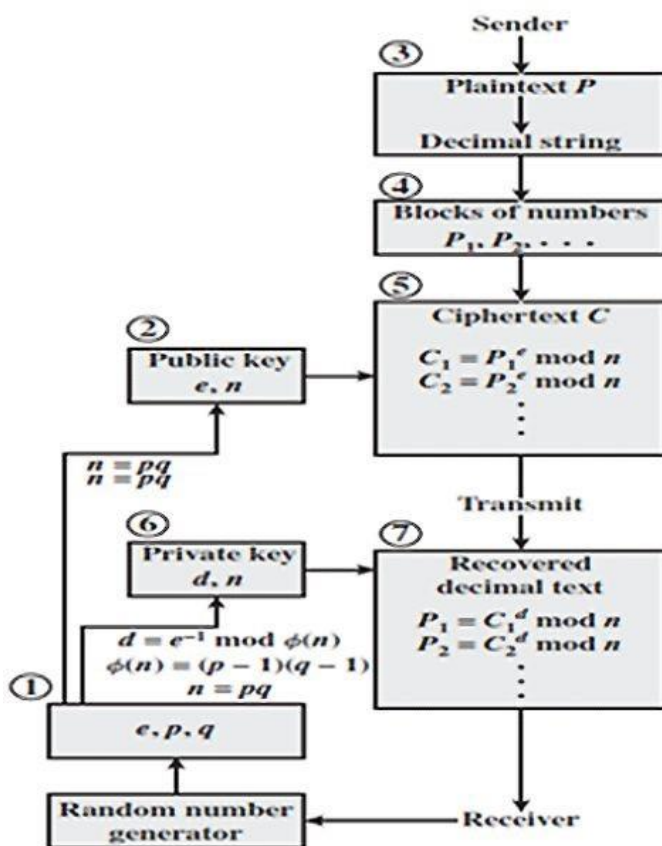 Sender
③
Plaintext P
Decimal string
④
Blocks of numbers
P₁, P₂, . . .
⑤
Ciphertext C
C₁ = P₁ᵉ mod n
C₂ = P₂ᵉ mod n
②
Public key
e, n
n = pq
n = pq
Transmit
⑥
Private key
d, n
⑦
Recovered
decimal text
P₁ = C₁ᵈ mod n
P₂ = C₂ᵈ mod n
d = e⁻¹ mod ϕ(n)
ϕ(n) = (p – 1)(q – 1)
n = pq
①
e, p, q
Random number
generator
Receiver